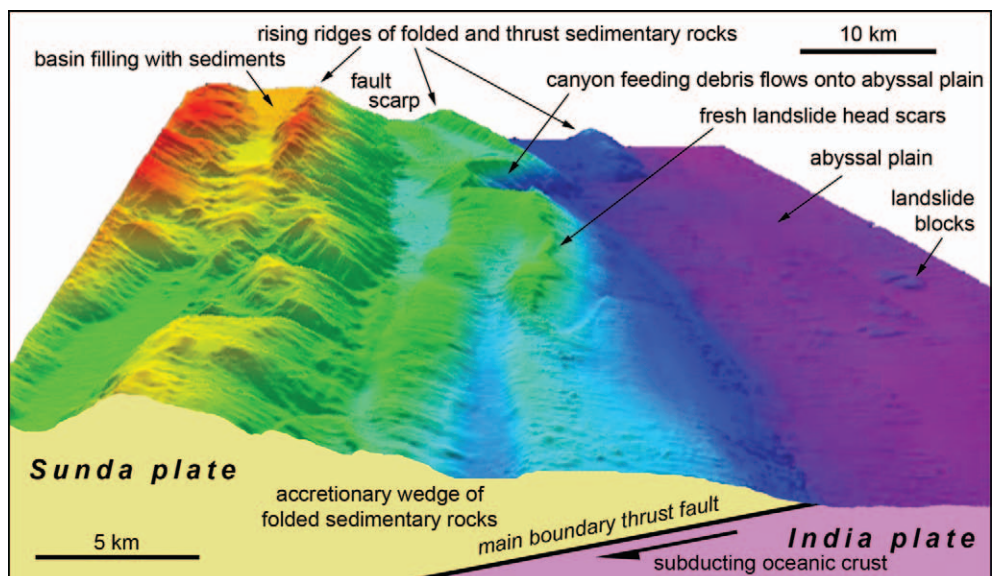 rising ridges of folded and thrust sedimentary rocks
10 km
basin filling with sediments
fault
scarp
canyon feeding debris flows onto abyssal plain
fresh landslide head scars
abyssal plain
landslide
blocks
Sunda plate
accretionary wedge of
folded sedimentary rocks
main boundary thrust fault
India plate
5 km
subducting oceanic crust